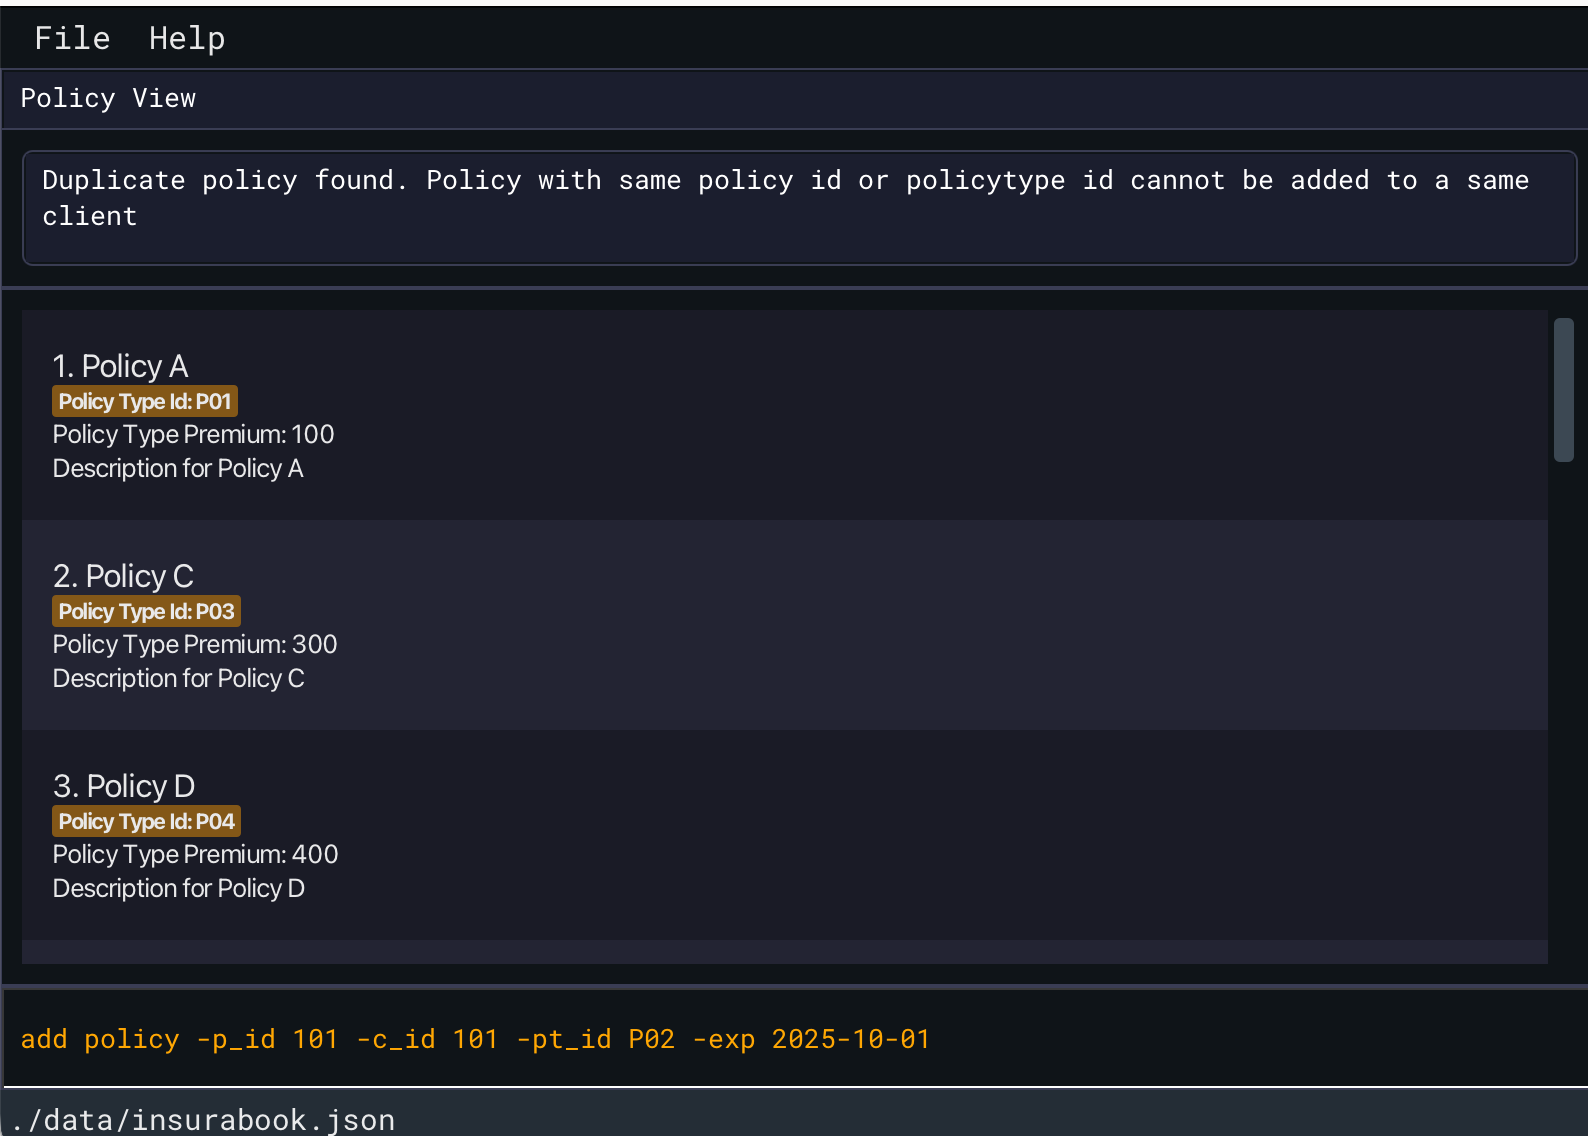 File Help
Policy View
Duplicate policy found. Policy with same policy id or policytype id cannot be added to a same
client
1. Policy A
Policy Type Id: P01
Policy Type Premium: 100
Description for Policy A
2. Policy C
Policy Type Id: P03
Policy Type Premium: 300
Description for Policy C
3. Policy D
Policy Type Id: P04
Policy Type Premium: 400
Description for Policy D
add policy -p_id 101 -c_id 101 -pt_id P02 -exp 2025-10-01
./data/insurabook.json